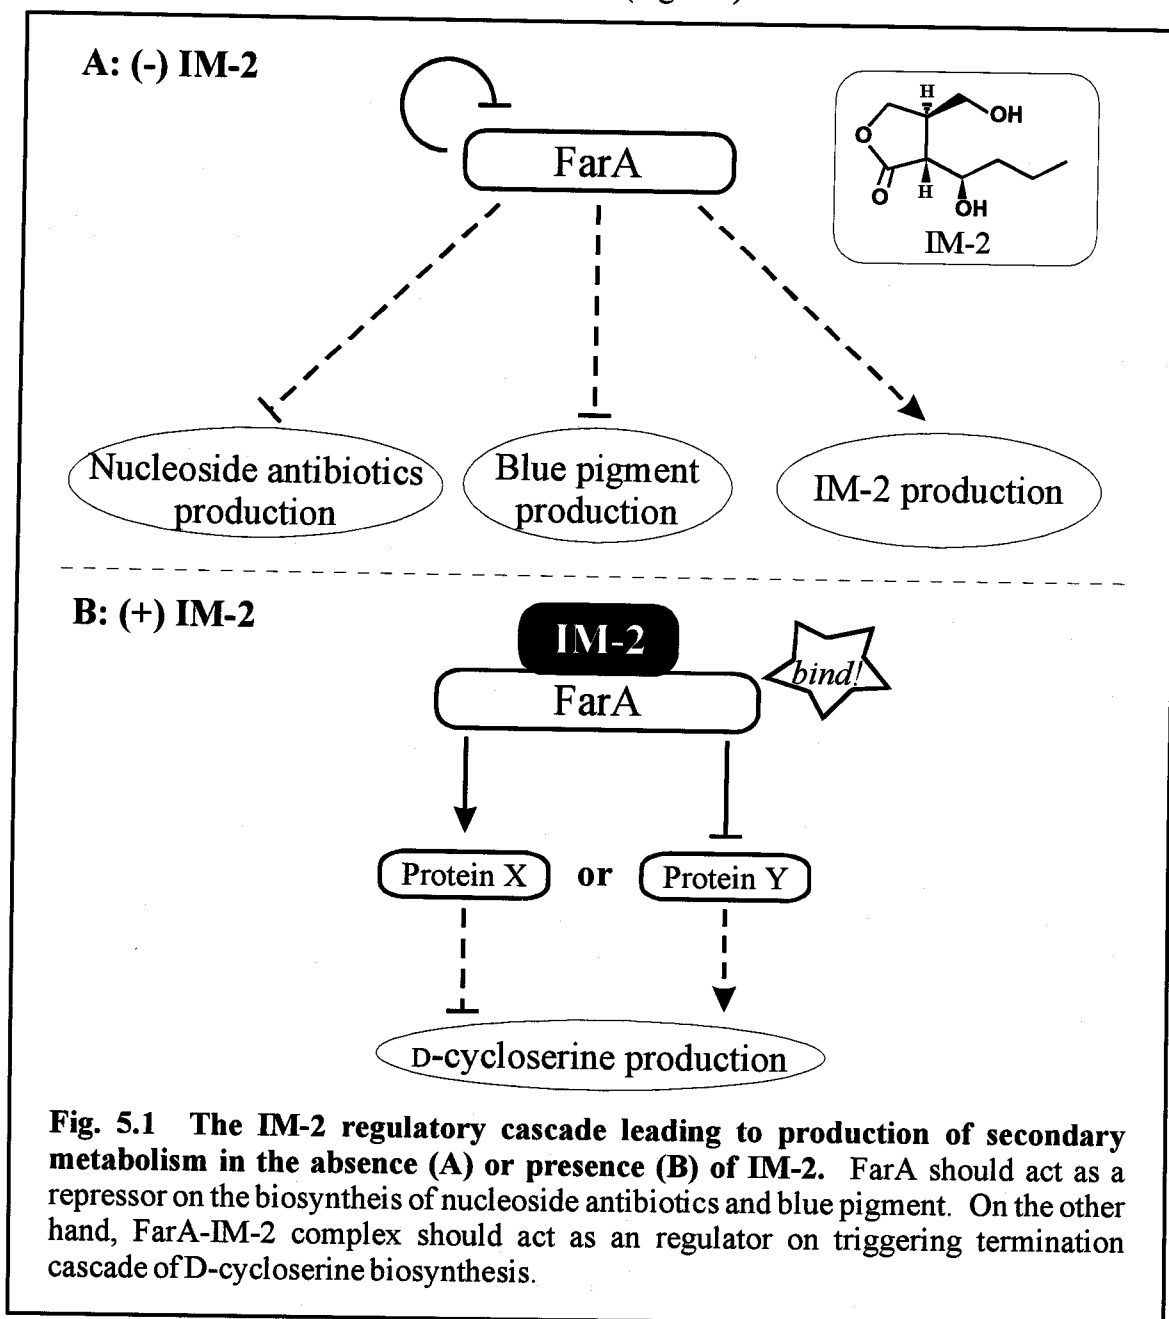 A: (-) IM-2
FarA
H
OH
O
O
H
OH
IM-2
Nucleoside antibiotics
production
Blue pigment
production
IM-2 production
B: (+) IM-2
IM-2
FarA
bind!
Protein X or Protein Y
D-cycloserine production
Fig. 5.1 The IM-2 regulatory cascade leading to production of secondary
metabolism in the absence (A) or presence (B) of IM-2. FarA should act as a
repressor on the biosyntheis of nucleoside antibiotics and blue pigment. On the other
hand, FarA-IM-2 complex should act as an regulator on triggering termination
cascade of D-cycloserine biosynthesis.